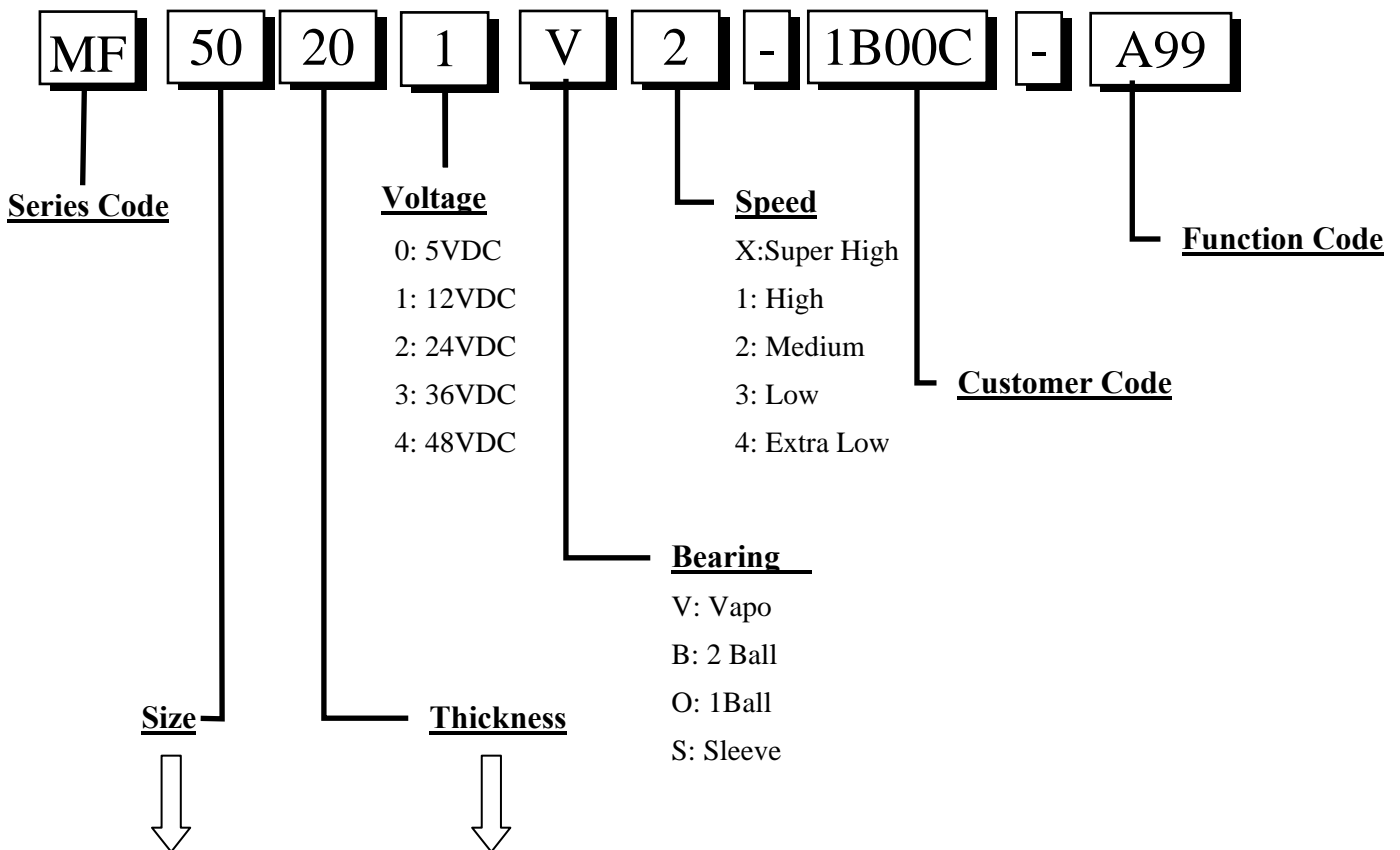 MF 50 20 1 V 2 - 1B00C - A99
Series Code
Voltage
0: 5VDC
1: 12VDC
2: 24VDC
3: 36VDC
4: 48VDC
Speed
X:Super High
1: High
2: Medium
3: Low
4: Extra Low
Function Code
Customer Code
Bearing
V: Vapo
B: 2 Ball
O: 1Ball
S: Sleeve
Size
Thickness